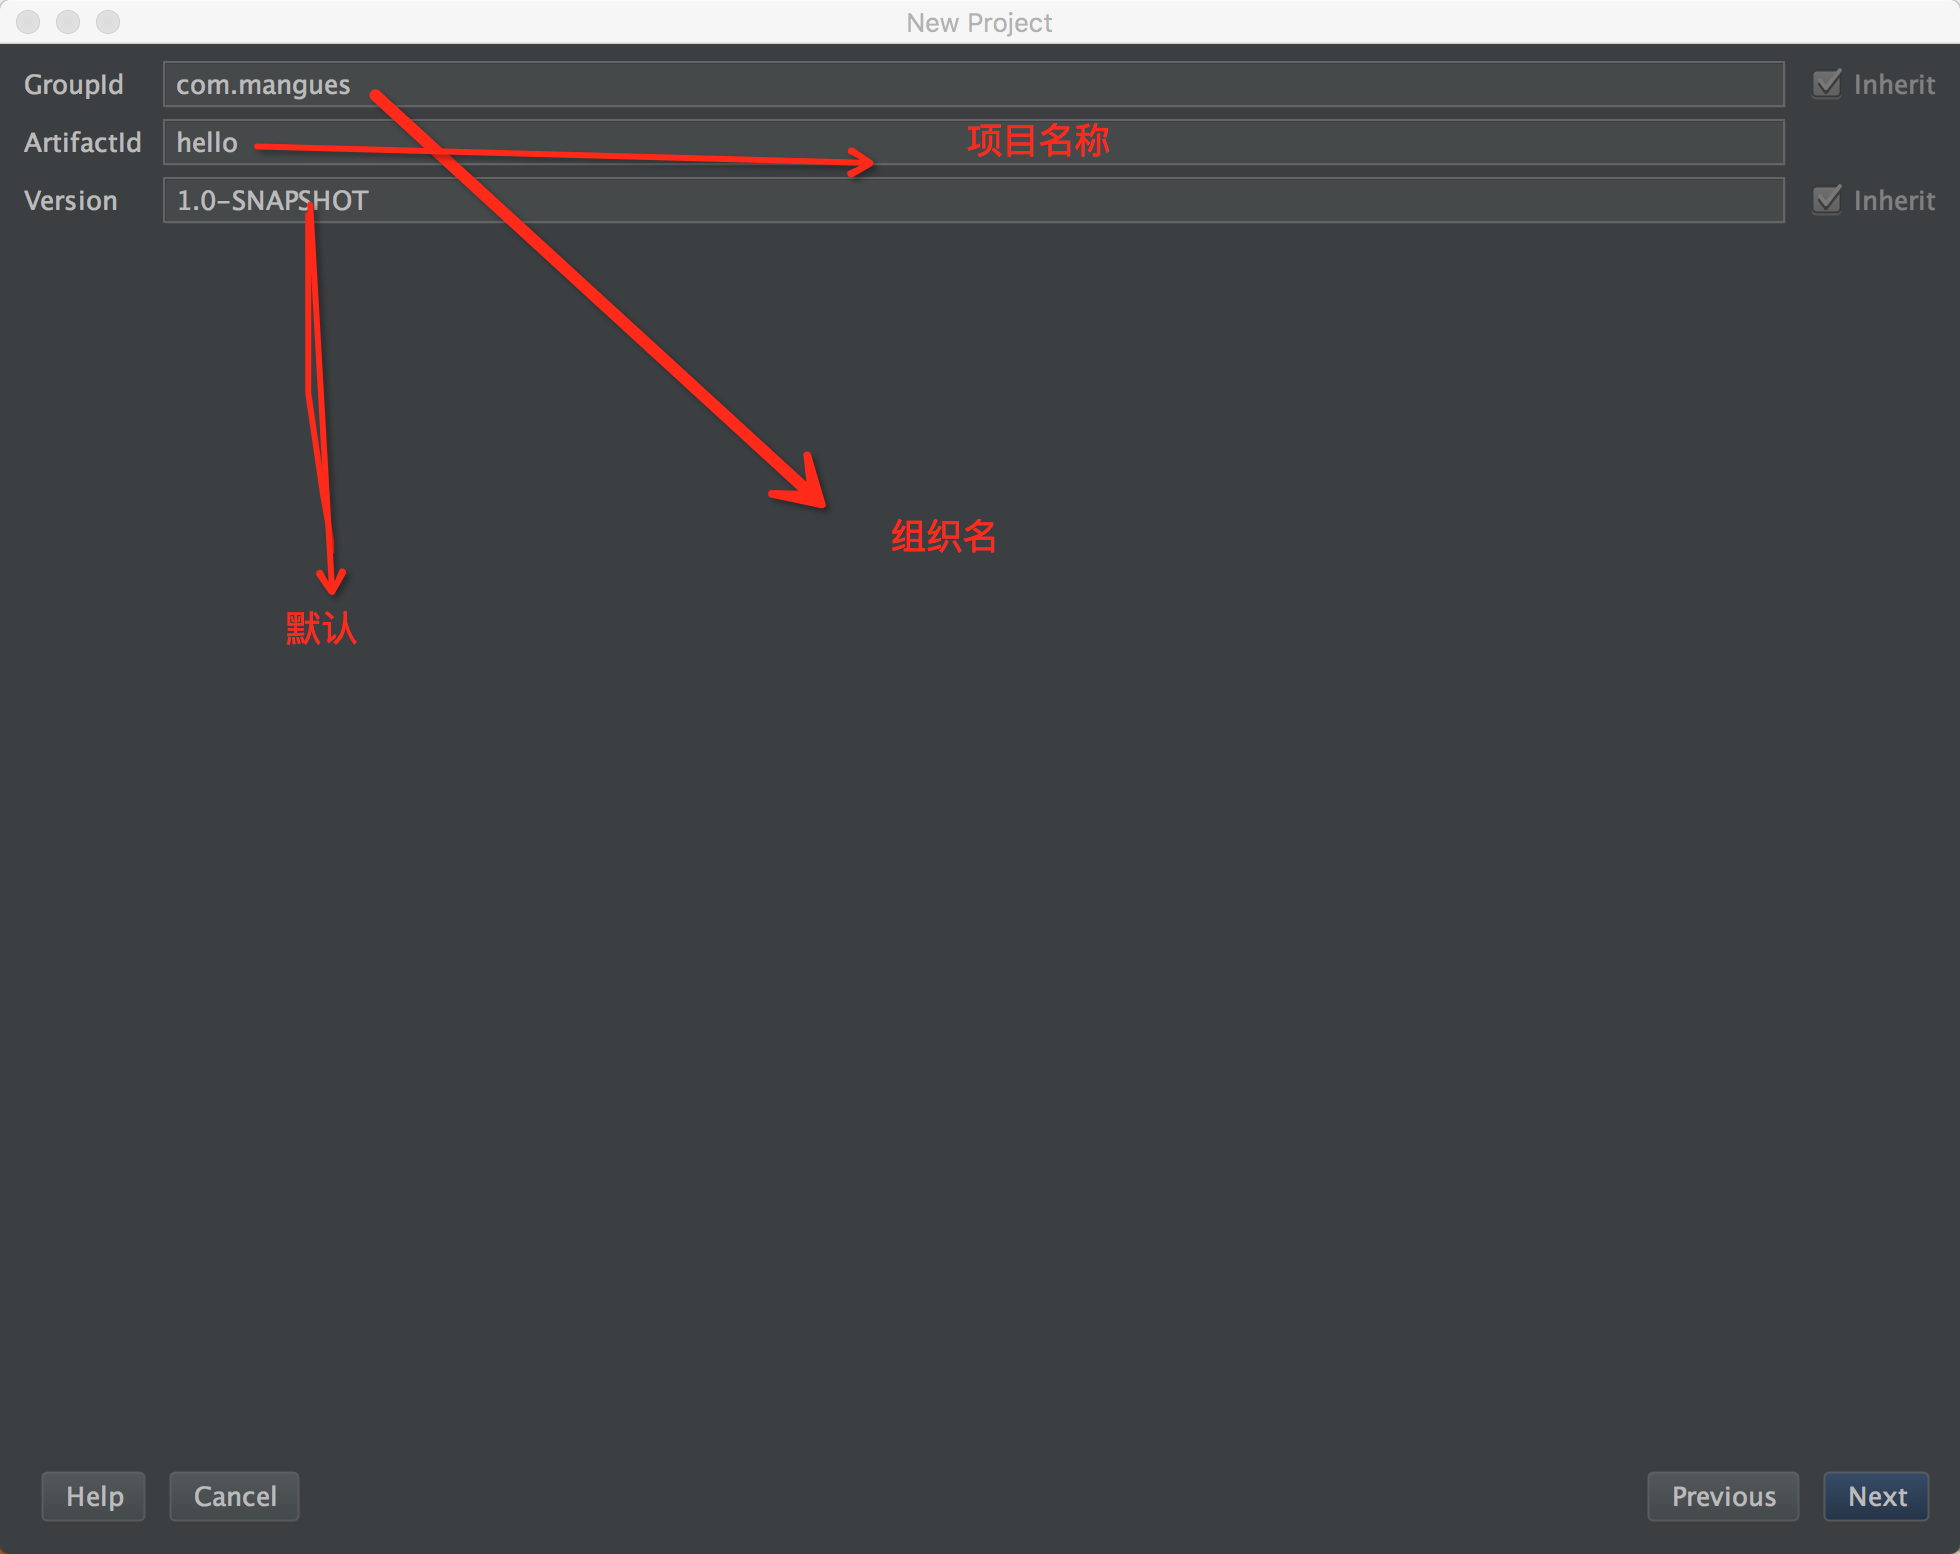 New Project
GroupId com.mangues Inherit
ArtifactId hello 项目名称
Version 1.0-SNAPSHOT Inherit
组织名
默认
Help Cancel Previous Next